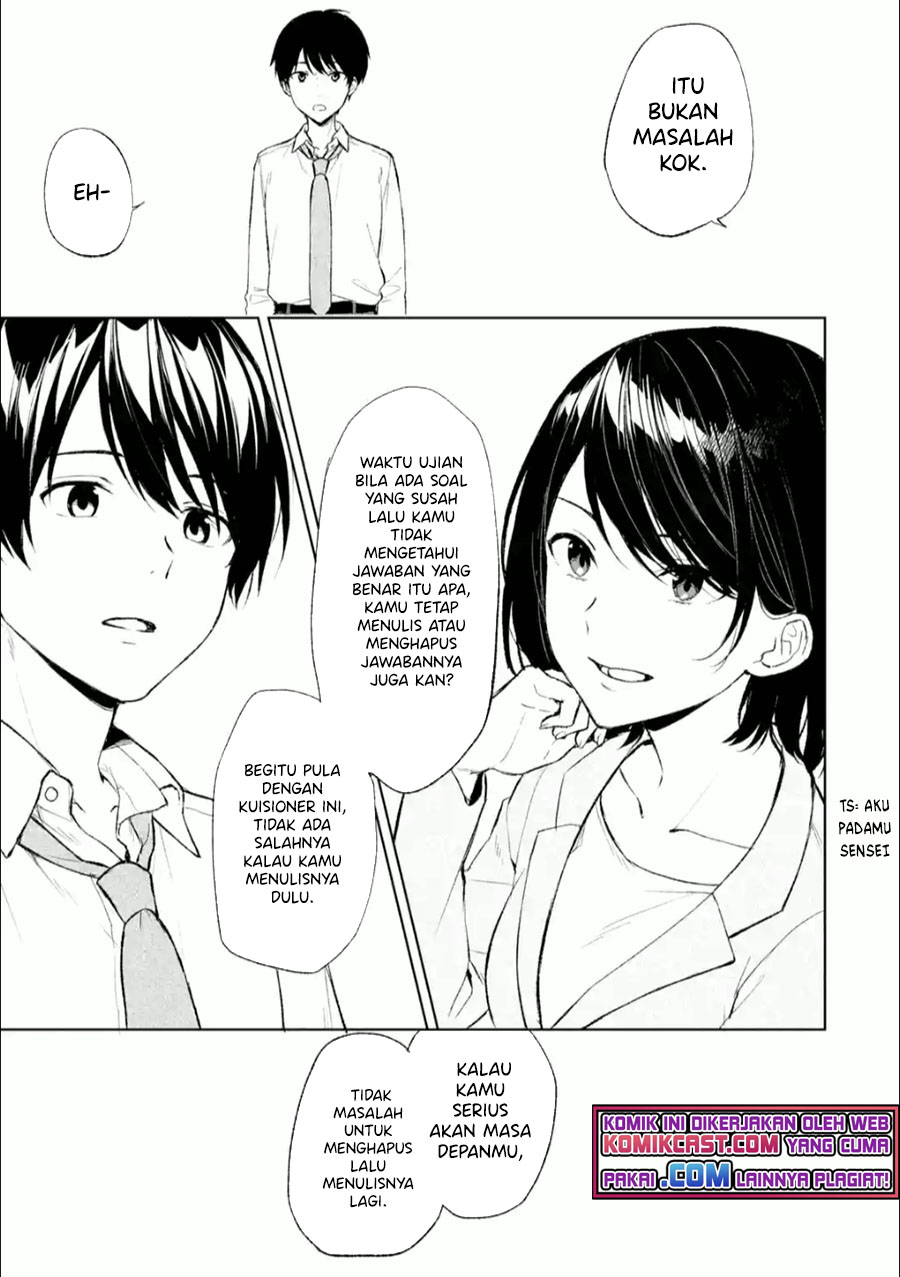 ITU
BUKAN
MASALAH
KOK.
EH-
WAKTU UJIAN
BILA ADA SOAL
YANG SUSAH
LALU KAMU
TIDAK
MENGETAHUI
JAWABAN YANG
BENAR ITU APA,
KAMU TETAP
MENULIS ATAU
MENGHAPUS
JAWABANNYA
JUGA KAN?
BEGITU PULA
DENGAN
KUISIONER INI,
TIDAK ADA
SALAHNYA
KALAU KAMU
MENULISNYA
DULU.
TS: AKU
PADAMU
SENSEI
KALAU
KAMU
SERIUS
AKAN MASA
DEPANMU,
TIDAK
MASALAH
UNTUK
MENGHAPUS
LALU
MENULISNYA
LAGI.
KOMIK INI DIKERJAKAN OLEH WEB
KOMIKCAST.COM YANG CUMA
PAKAI .COM LAINNYA PLAGIAT!